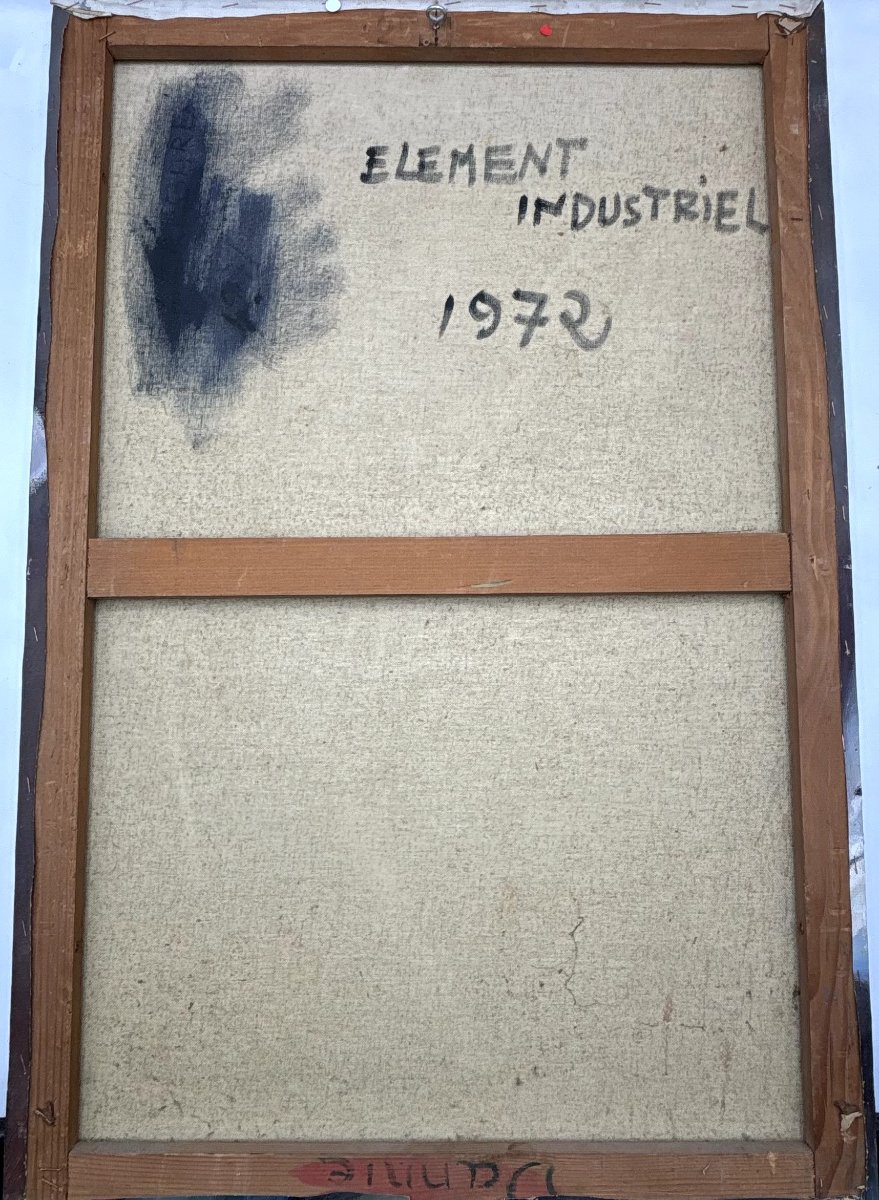 ELEMENT
INDUSTRIEL
1972